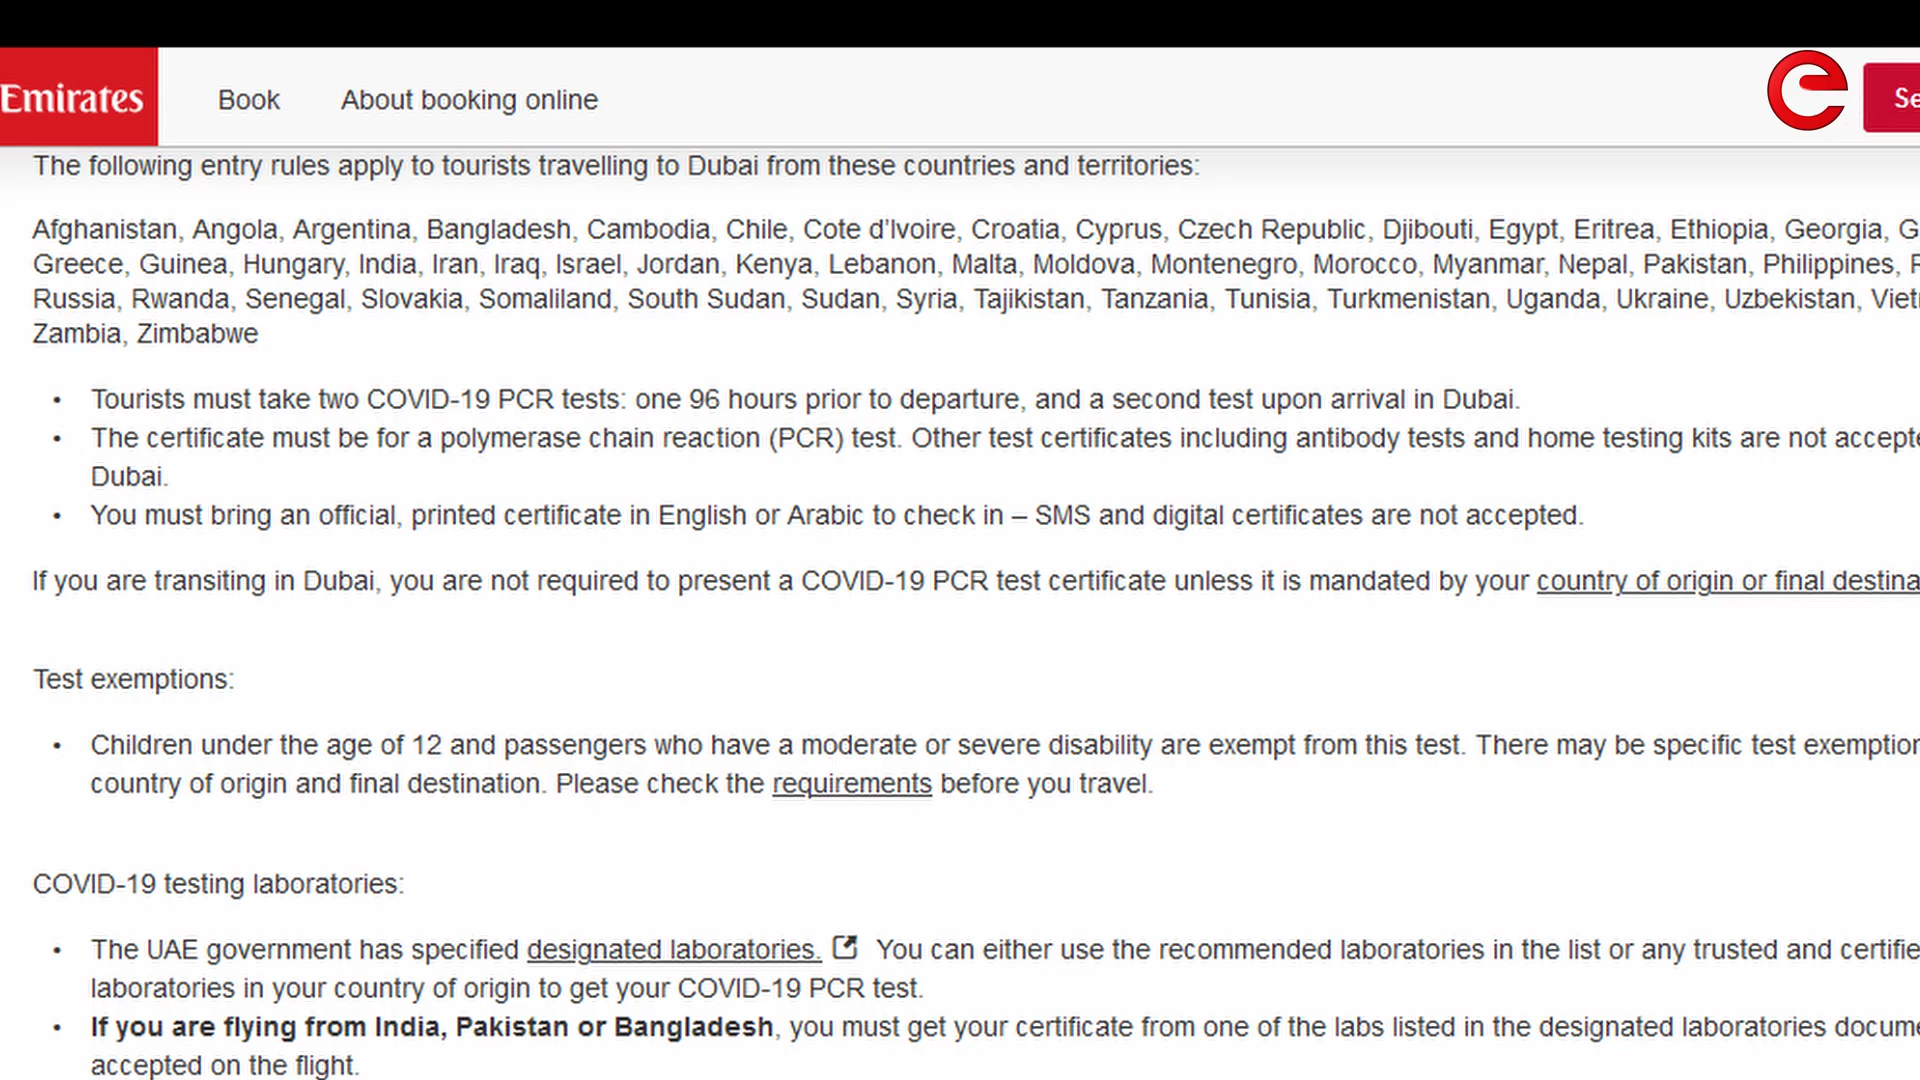 Emirates Book About booking online
The following entry rules apply to tourists travelling to Dubai from these countries and territories:
Afghanistan, Angola, Argentina, Bangladesh, Cambodia, Chile, Cote d'Ivoire, Croatia, Cyprus, Czech Republic, Djibouti, Egypt, Eritrea, Ethiopia, Georgia,
Greece, Guinea, Hungary, India, Iran, Iraq, Israel, Jordan, Kenya, Lebanon, Malta, Moldova, Montenegro, Morocco, Myanmar, Nepal, Pakistan, Philippines,
Russia, Rwanda, Senegal, Slovakia, Somaliland, South Sudan, Sudan, Syria, Tajikistan, Tanzania, Tunisia, Turkmenistan, Uganda, Ukraine, Uzbekistan,
Zambia, Zimbabwe
• Tourists must take two COVID-19 PCR tests: one 96 hours prior to departure, and a second test upon arrival in Dubai.
• The certificate must be for a polymerase chain reaction (PCR) test. Other test certificates including antibody tests and home testing kits are not
Dubai.
• You must bring an official, printed certificate in English or Arabic to check in – SMS and digital certificates are not accepted.
If you are transiting in Dubai, you are not required to present a COVID-19 PCR test certificate unless it is mandated by your country of origin or final
Test exemptions:
• Children under the age of 12 and passengers who have a moderate or severe disability are exempt from this test. There may be specific test
country of origin and final destination. Please check the requirements before you travel.
COVID-19 testing laboratories:
• The UAE government has specified designated laboratories. You can either use the recommended laboratories in the list or any trusted and
laboratories in your country of origin to get your COVID-19 PCR test.
• If you are flying from India, Pakistan or Bangladesh, you must get your certificate from one of the labs listed in the designated laboratories
accepted on the flight.